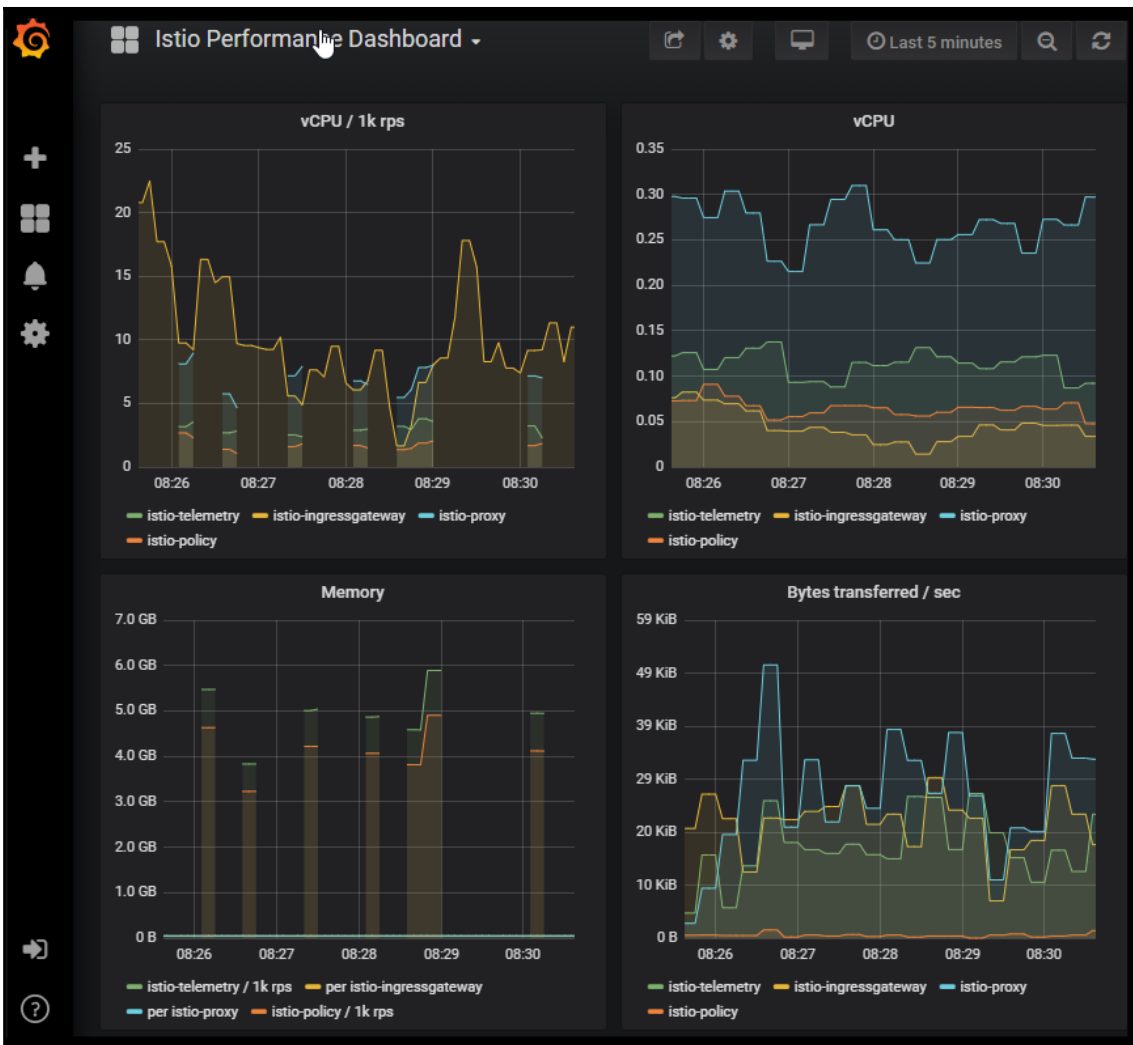 Istio Performance Dashboard
Last 5 minutes
vCPU / 1k rps
25
20
15
10
5
0
08:26 08:27 08:28 08:29 08:30
istio-telemetry istio-ingressgateway istio-proxy
istio-policy
vCPU
0.35
0.30
0.25
0.20
0.15
0.10
0.05
0
08:26 08:27 08:28 08:29 08:30
istio-telemetry istio-ingressgateway istio-proxy
istio-policy
Memory
7.0 GB
6.0 GB
5.0 GB
4.0 GB
3.0 GB
2.0 GB
1.0 GB
0 B
08:26 08:27 08:28 08:29 08:30
istio-telemetry / 1k rps per istio-ingressgateway
per istio-proxy istio-policy / 1k rps
Bytes transferred / sec
59 KiB
49 KiB
39 KiB
29 KiB
20 KiB
10 KiB
0 B
08:26 08:27 08:28 08:29 08:30
istio-telemetry istio-ingressgateway istio-proxy
istio-policy